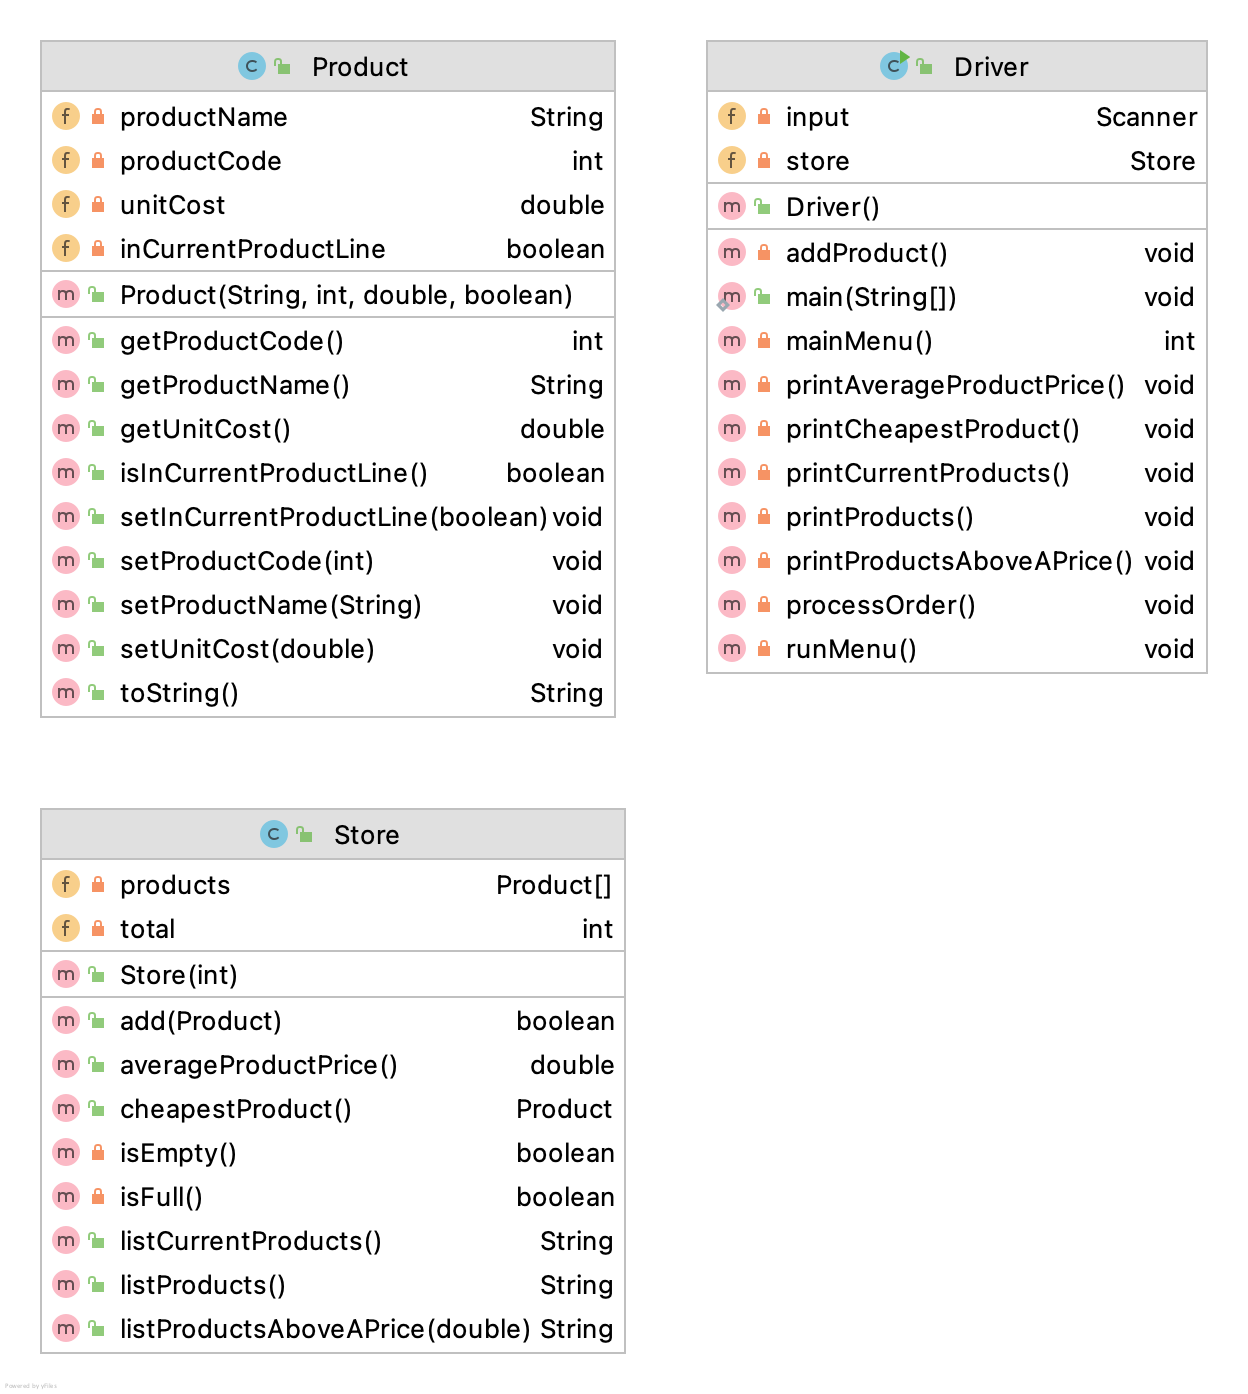 Product
productName String
productCode int
unitCost double
inCurrentProductLine boolean
Product(String, int, double, boolean)
getProductCode() int
getProductName() String
getUnitCost() double
isInCurrentProductLine() boolean
setInCurrentProductLine(boolean) void
setProductCode(int) void
setProductName(String) void
setUnitCost(double) void
toString() String
Driver
input Scanner
store Store
Driver()
addProduct() void
main(String[]) void
mainMenu() int
printAverageProductPrice() void
printCheapestProduct() void
printCurrentProducts() void
printProducts() void
printProductsAboveAPrice() void
processOrder() void
runMenu() void
Store
products Product[]
total int
Store(int)
add(Product) boolean
averageProductPrice() double
cheapestProduct() Product
isEmpty() boolean
isFull() boolean
listCurrentProducts() String
listProducts() String
listProductsAboveAPrice(double) String
Powered by yFiles